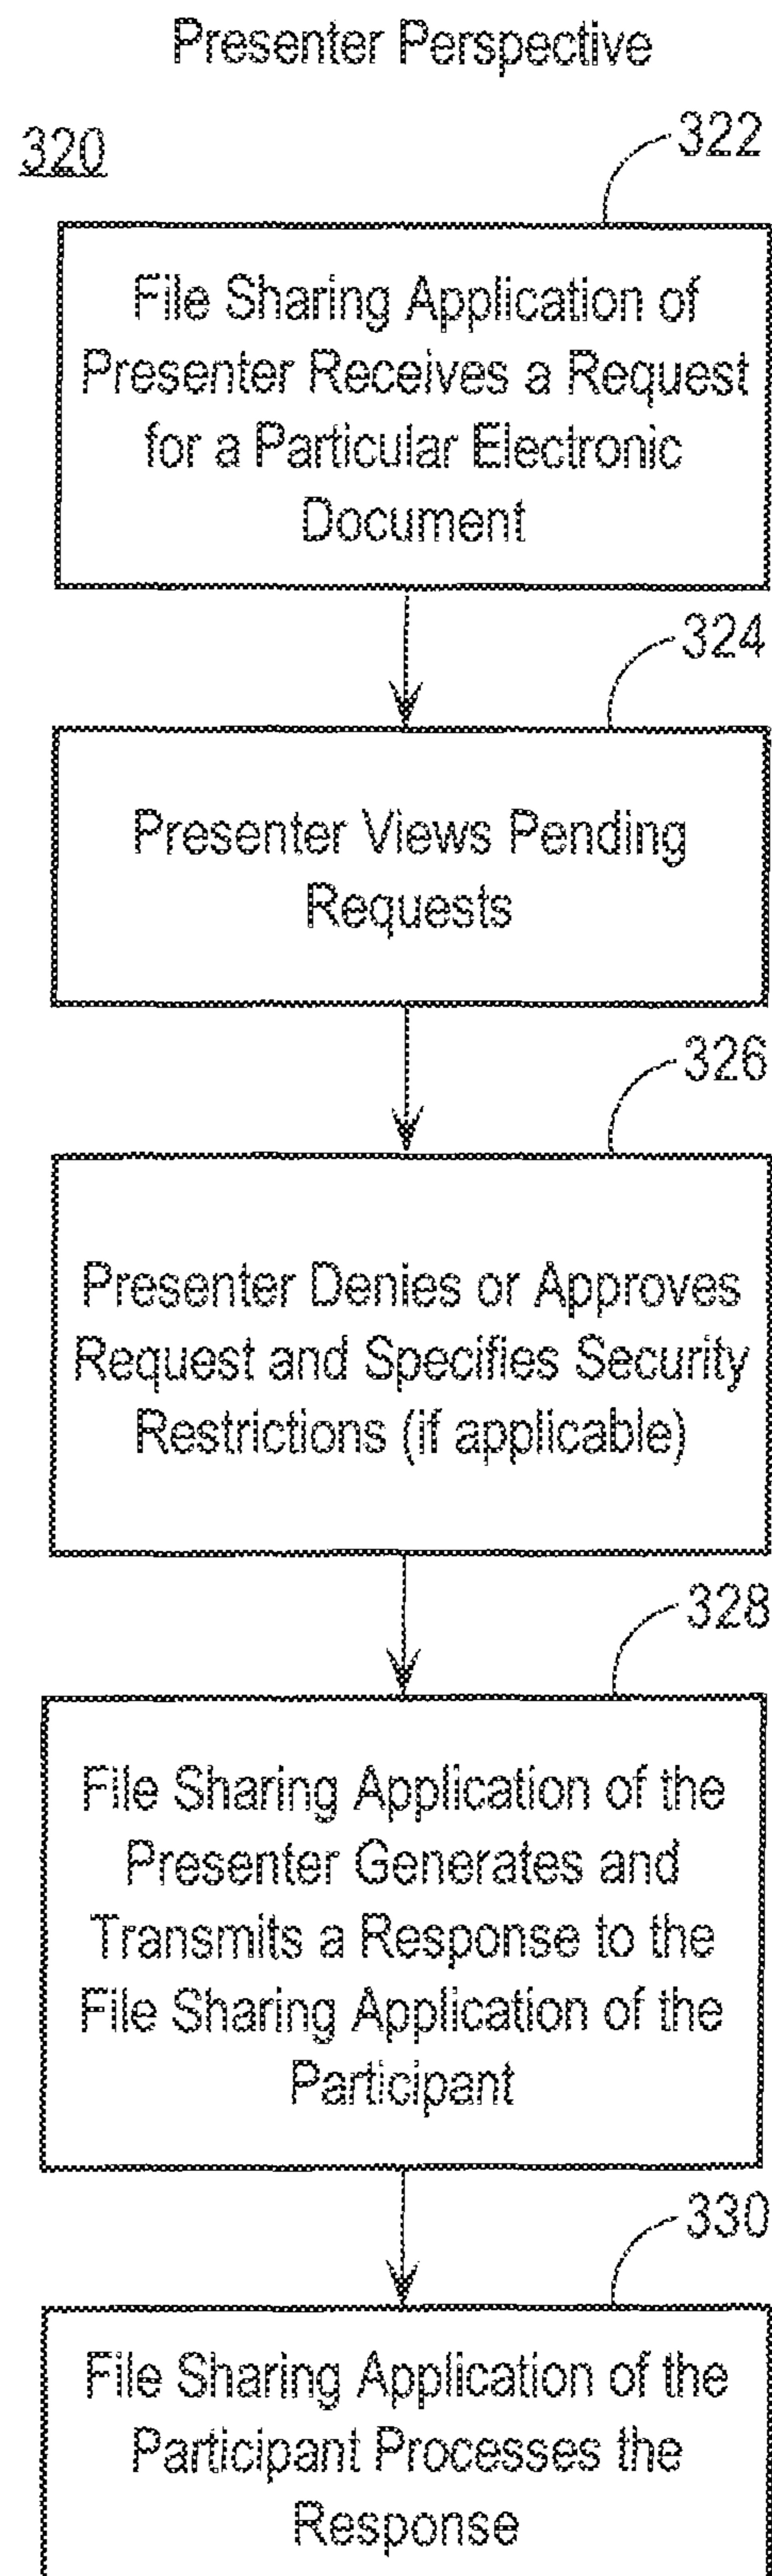 Presenter Perspective
320
322
File Sharing Application of
Presenter Receives a Request
for a Particular Electronic
Document
324
Presenter Views Pending
Requests
326
Presenter Denies or Approves
Request and Specifies Security
Restrictions (if applicable)
328
File Sharing Application of the
Presenter Generates and
Transmits a Response to the
File Sharing Application of the
Participant
330
File Sharing Application of the
Participant Processes the
Response